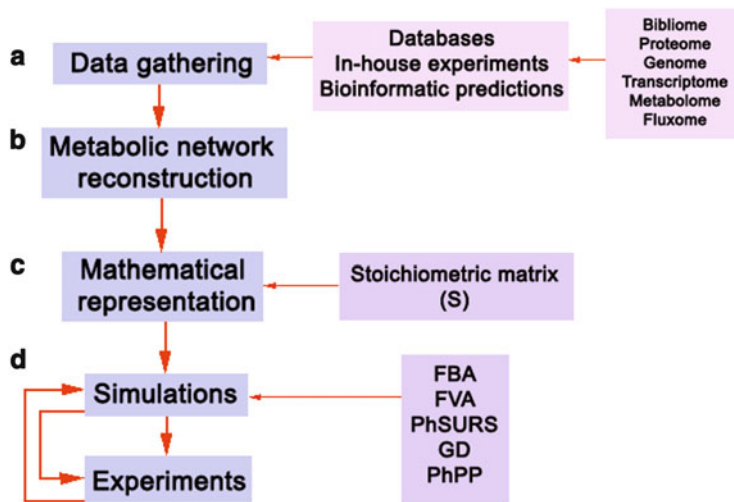 a
Data gathering
Databases
In-house experiments
Bioinformatic predictions
Bibliome
Proteome
Genome
Transcriptome
Metabolome
Fluxome
b
Metabolic network
reconstruction
c
Mathematical
representation
Stoichiometric matrix
(S)
d
Simulations
FBA
FVA
PhSURS
GD
PhPP
Experiments